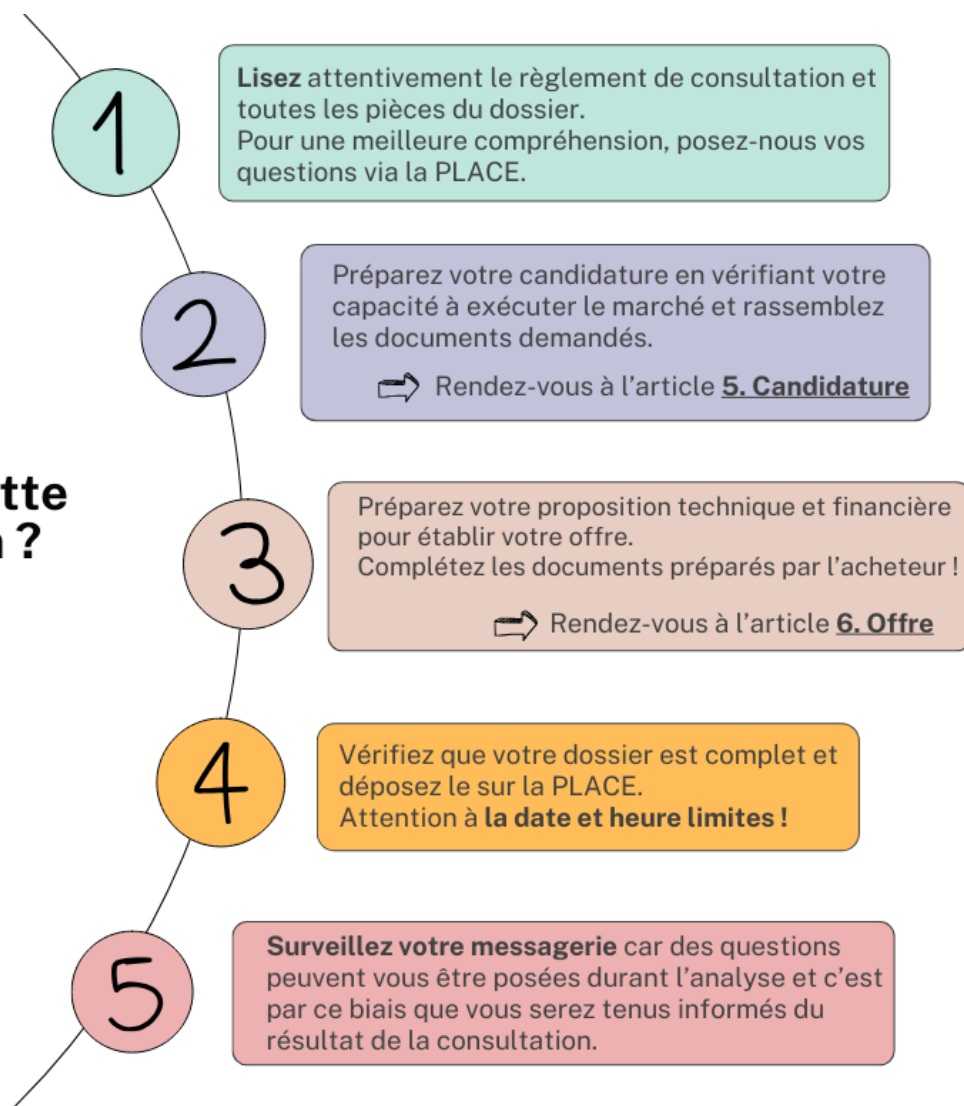 1
Lisez attentivement le règlement de consultation et
toutes les pièces du dossier.
Pour une meilleure compréhension, posez-nous vos
questions via la PLACE.
2
Préparez votre candidature en vérifiant votre
capacité à exécuter le marché et rassemblez
les documents demandés.
Rendez-vous à l'article 5. Candidature
tte
?
3
Préparez votre proposition technique et financière
pour établir votre offre.
Complétez les documents préparés par l'acheteur !
Rendez-vous à l'article 6. Offre
4
Vérifiez que votre dossier est complet et
déposez le sur la PLACE.
Attention à la date et heure limites !
5
Surveillez votre messagerie car des questions
peuvent vous être posées durant l'analyse et c'est
par ce biais que vous serez tenus informés du
résultat de la consultation.